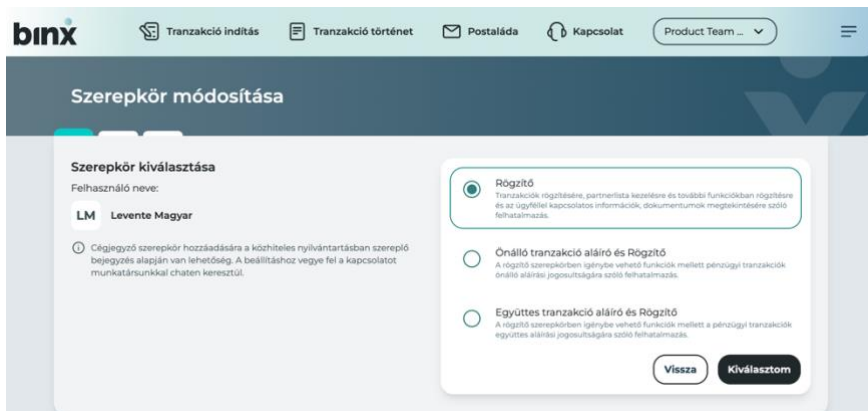 binx
Tranzakció indítás
Tranzakció történet
Postaláda
Kapcsolat
Product Team ...
Szerepkör módosítása
Szerepkör kiválasztása
Felhasználó neve:
LM Levente Magyar
Cégjegyző szerepkör hozzáadására a közhiteles nyilvántartásban szereplő
bejegyzés alapján van lehetőség. A beállításhoz vegye fel a kapcsolatot
munkatársunkkal chaten keresztül.
Rögzítő
Tranzakciók rögzítésére, partnerlista kezelésre és további funkciókban rögzítésre
és az ügyféllel kapcsolatos információk, dokumentumok megtekintésére szóló
felhatalmazás.
Önálló tranzakció aláíró és Rögzítő
A rögzítő szerepkörben igénybe vehető funkciók mellett pénzügyi tranzakciók
önálló aláírási jogosultságára szóló felhatalmazás.
Együttes tranzakció aláíró és Rögzítő
A rögzítő szerepkörben igénybe vehető funkciók mellett a pénzügyi tranzakciók
együttes aláírási jogosultságára szóló felhatalmazás.
Vissza
Kiválasztom